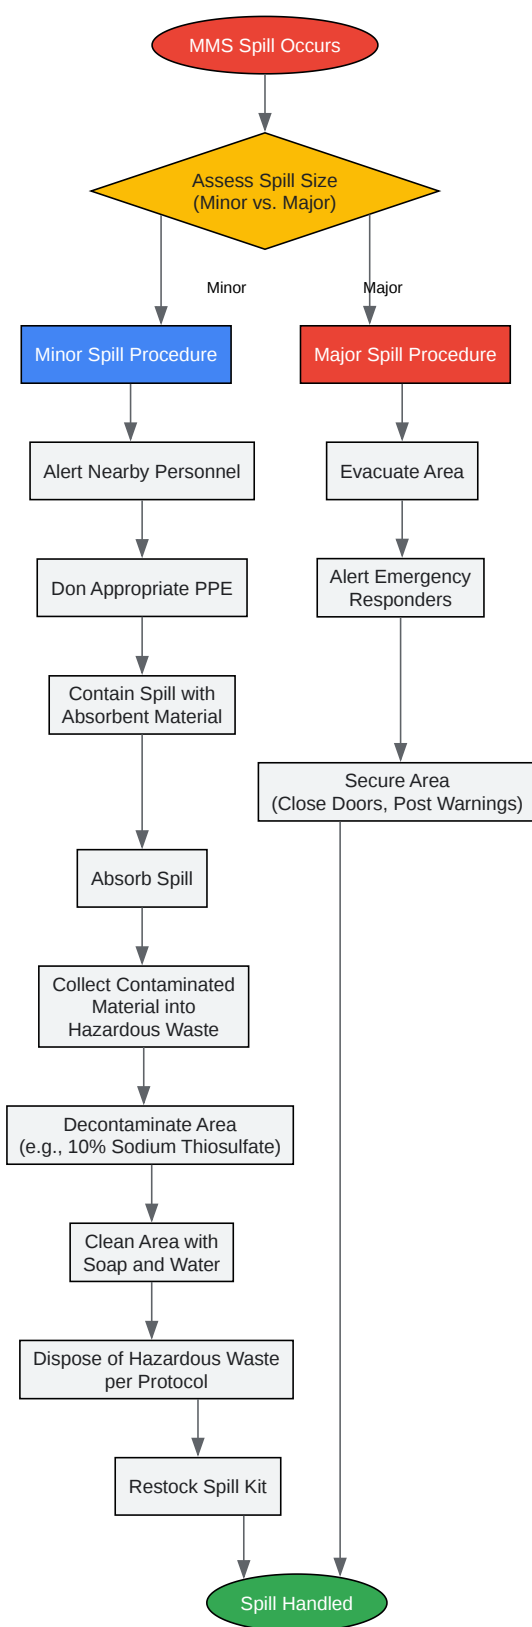 MMS Spill Occurs
Assess Spill Size
(Minor vs. Major)
Minor
Major
Minor Spill Procedure
Major Spill Procedure
Alert Nearby Personnel
Evacuate Area
Don Appropriate PPE
Alert Emergency
Responders
Contain Spill with
Absorbent Material
Secure Area
(Close Doors, Post Warnings)
Absorb Spill
Collect Contaminated
Material into
Hazardous Waste
Decontaminate Area
(e.g., 10% Sodium Thiosulfate)
Clean Area with
Soap and Water
Dispose of Hazardous Waste
per Protocol
Restock Spill Kit
Spill Handled